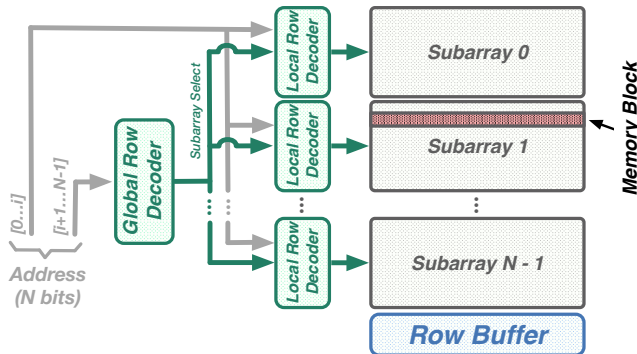 Local Row
Decoder
Subarray 0
Subarray Select
Local Row
Decoder
Subarray 1
Memory Block
[0...i]
[i+1...N-1]
Global Row
Decoder
Address
(N bits)
Local Row
Decoder
Subarray N - 1
Row Buffer